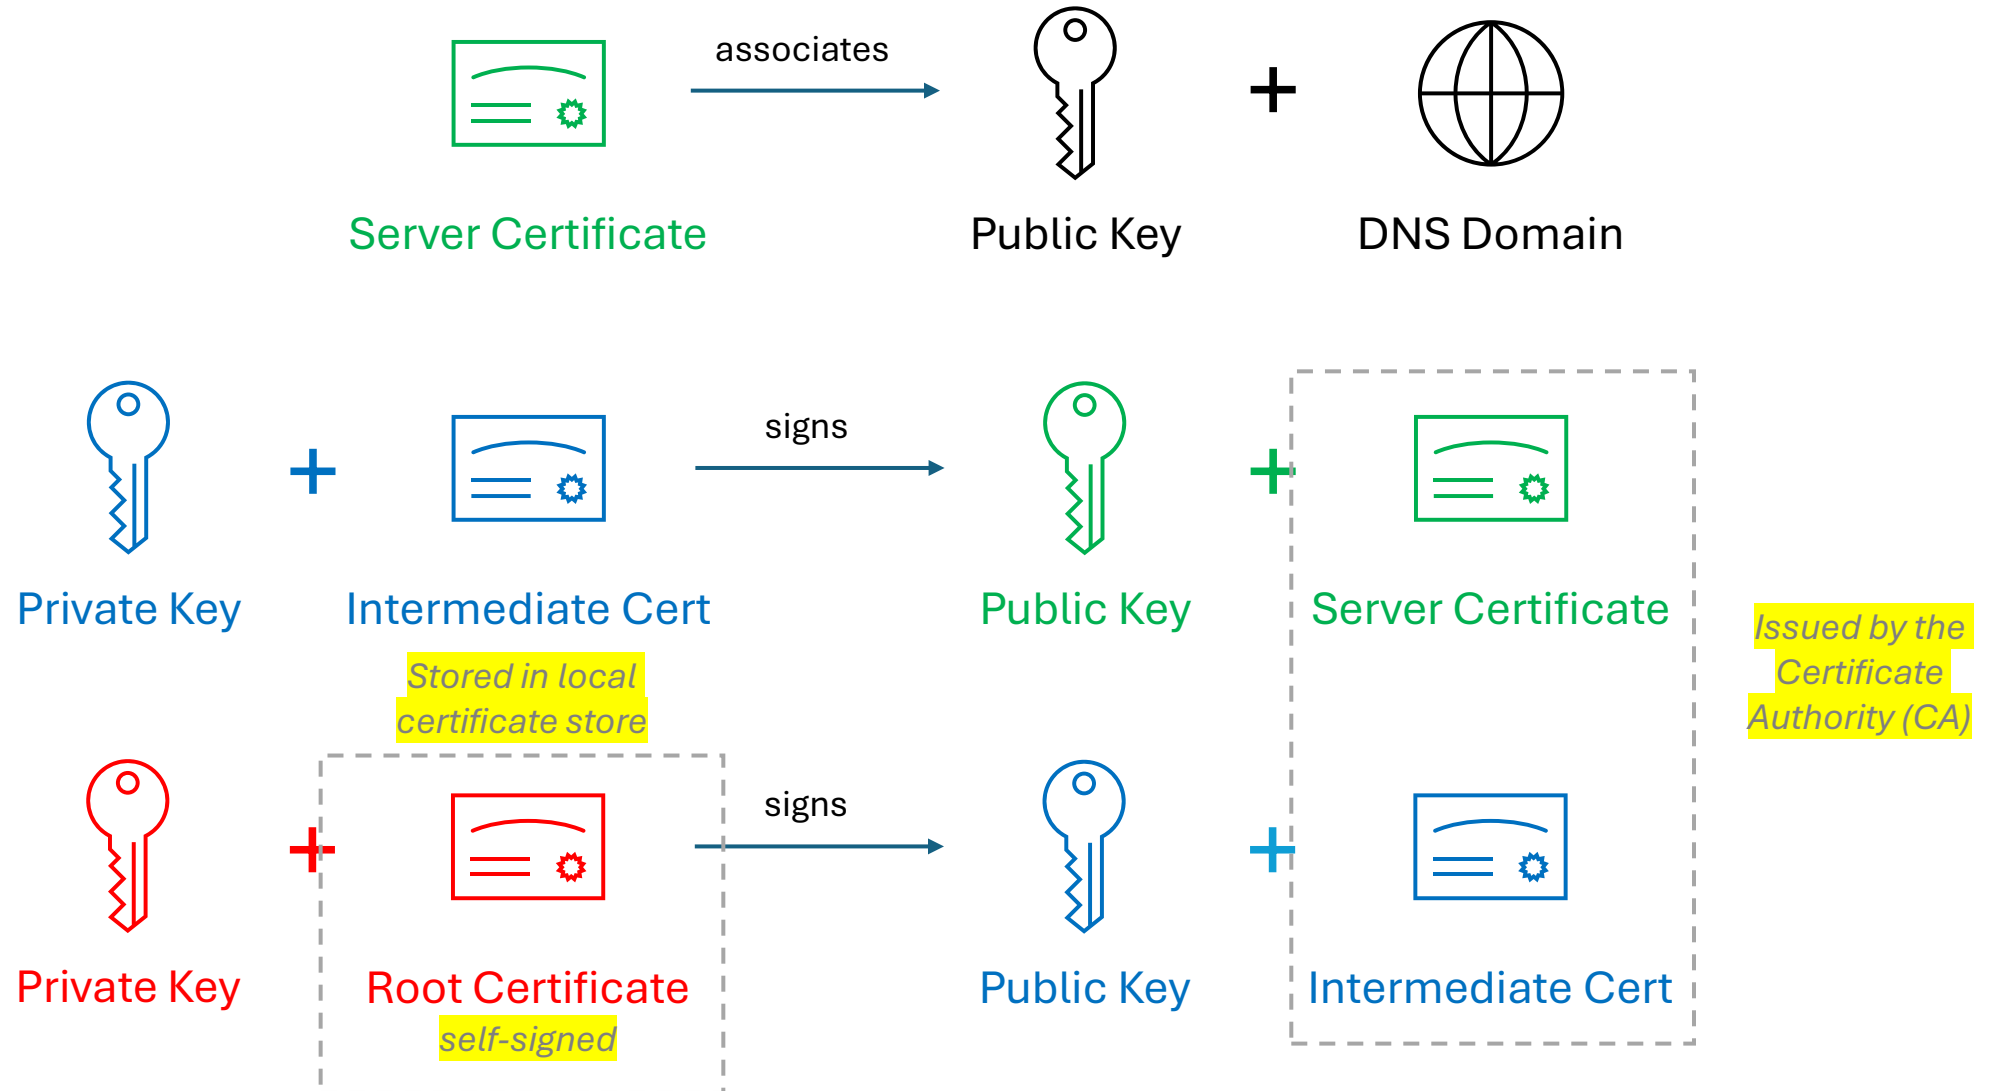 associates
Server Certificate
Public Key
DNS Domain
signs
Private Key
Intermediate Cert
Public Key
Server Certificate
Stored in local
certificate store
Issued by the
Certificate
Authority (CA)
signs
Private Key
Root Certificate
self-signed
Public Key
Intermediate Cert